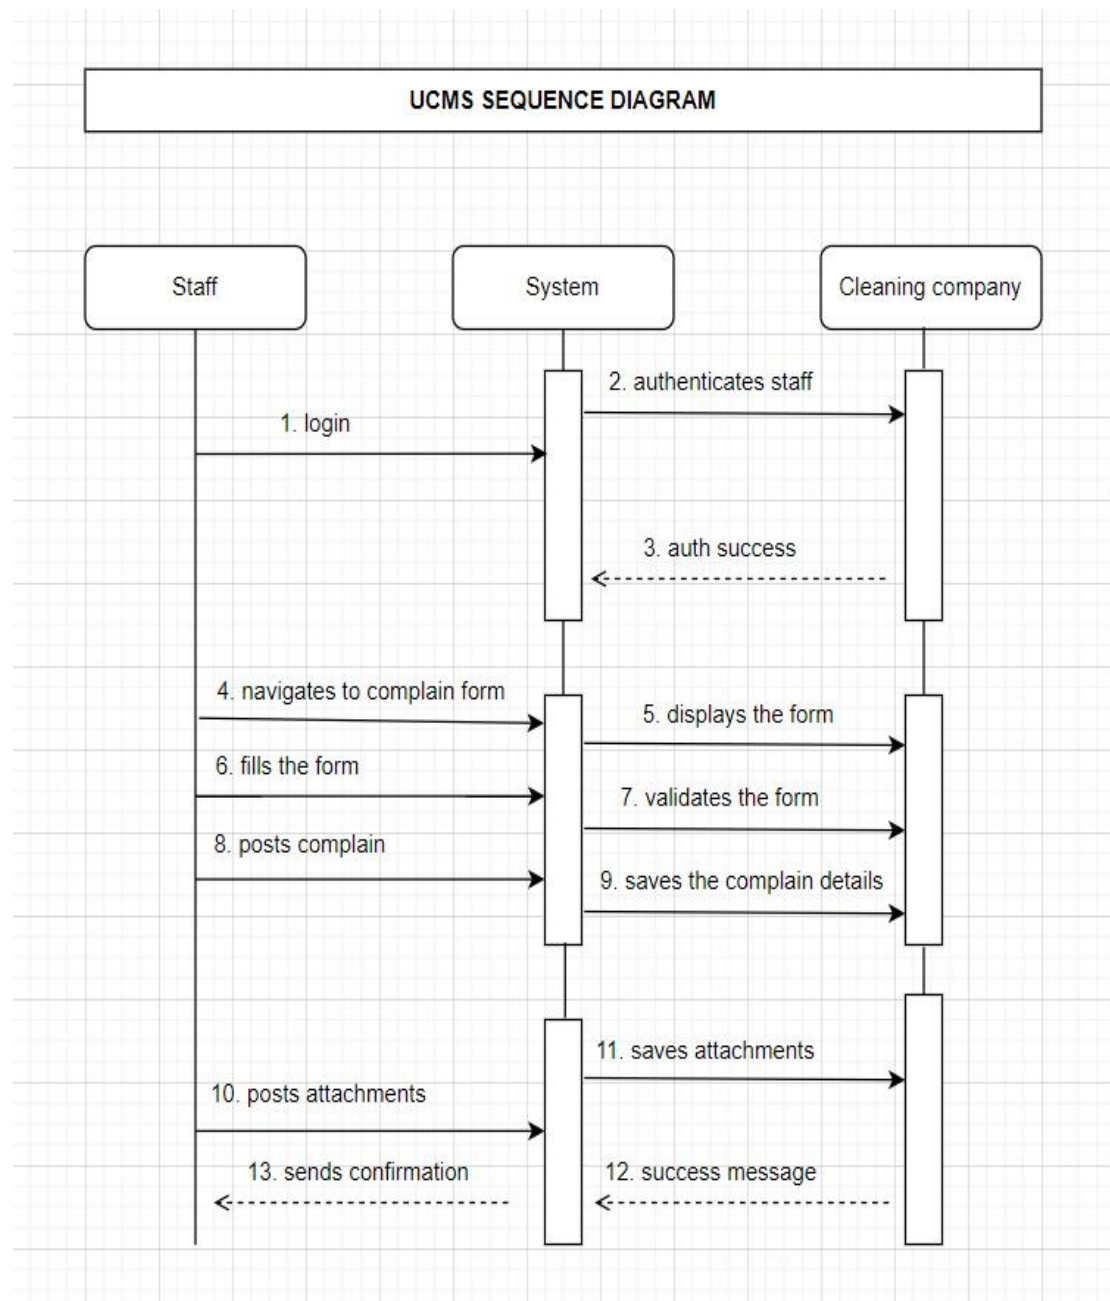 UCMS SEQUENCE DIAGRAM
Staff
System
Cleaning company
2. authenticates staff
1. login
3. auth success
4. navigates to complain form
5. displays the form
6. fills the form
7. validates the form
8. posts complain
9. saves the complain details
11. saves attachments
10. posts attachments
13. sends confirmation
12. success message